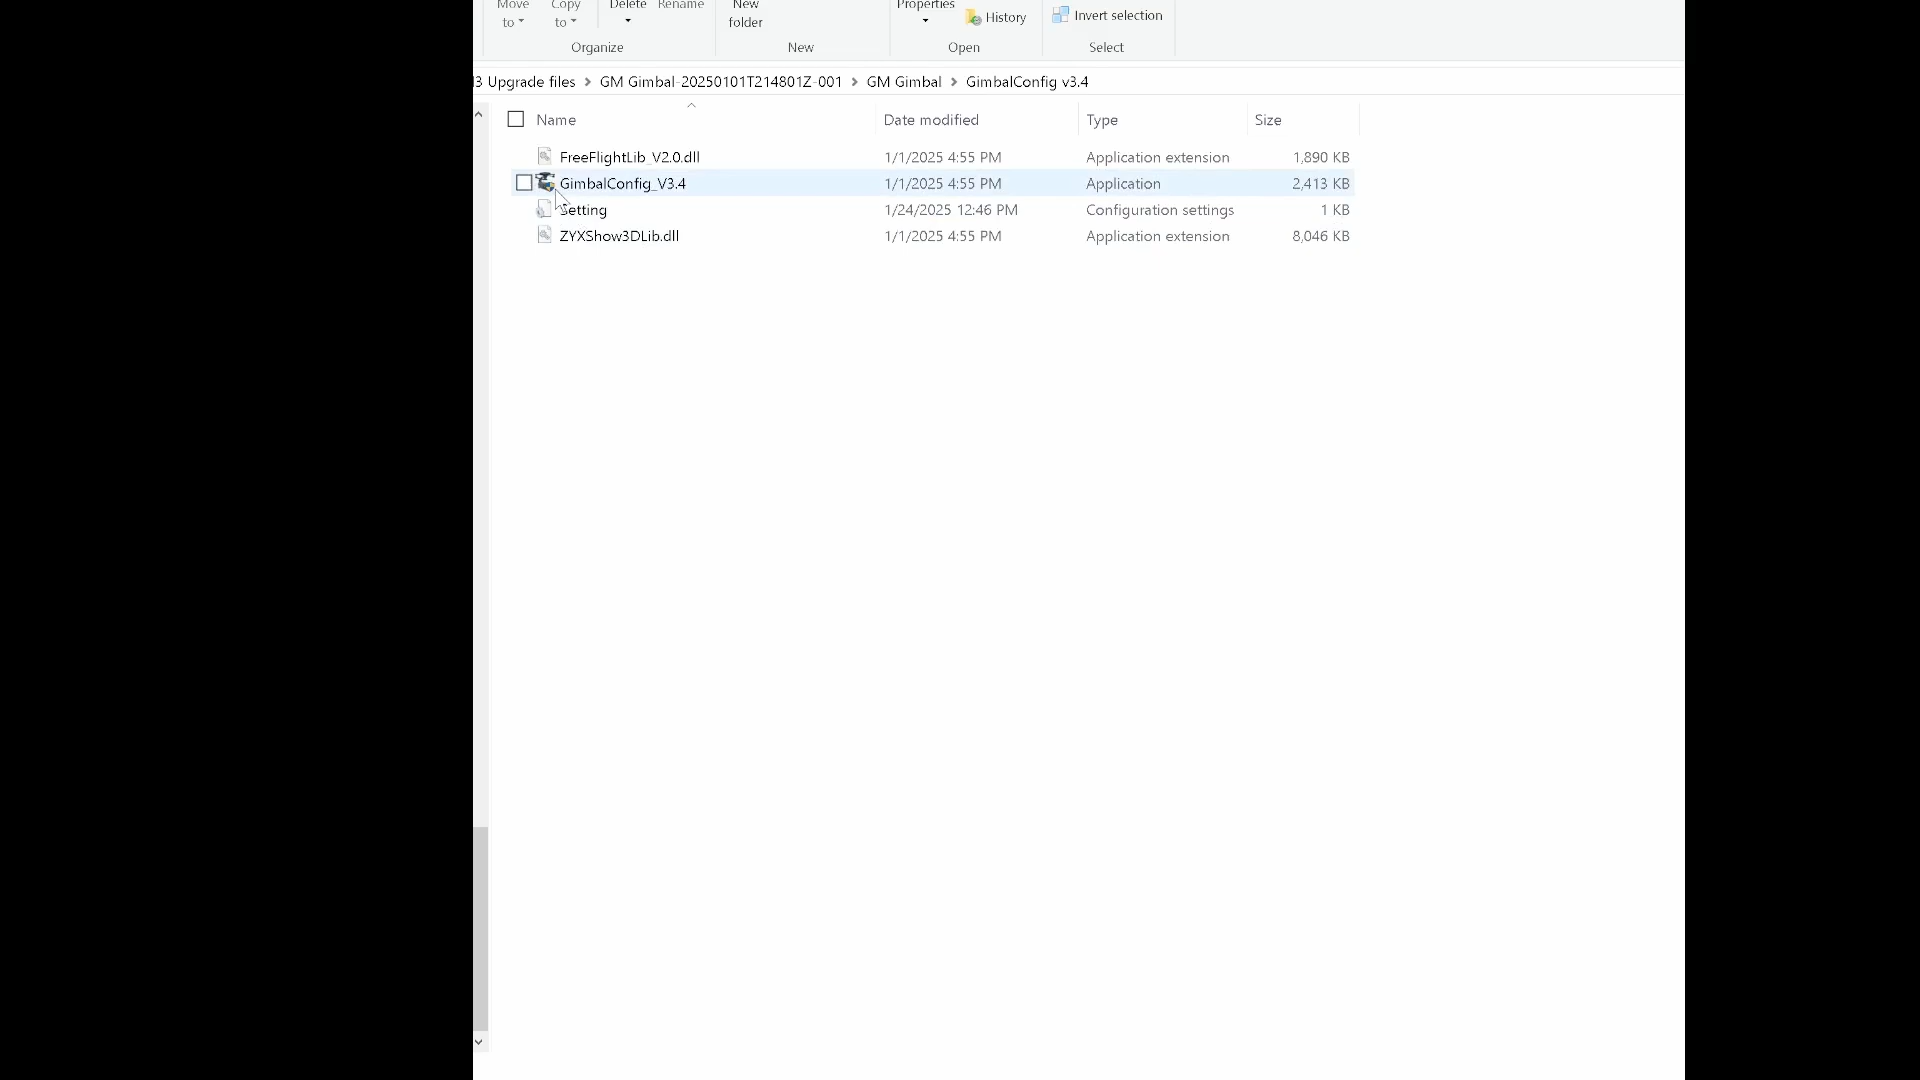 Move to
Copy to
Delete
Rename
New folder
Properties
History
Invert selection
Organize
New
Open
Select
Upgrade files > GM Gimbal-20250101T214801Z-001 > GM Gimbal > GimbalConfig v3.4
Name Date modified Type Size
FreeFlightLib_V2.0.dll 1/1/2025 4:55 PM Application extension 1,890 KB
GimbalConfig_V3.4 1/1/2025 4:55 PM Application 2,413 KB
Setting 1/24/2025 12:46 PM Configuration settings 1 KB
ZYXShow3DLib.dll 1/1/2025 4:55 PM Application extension 8,046 KB